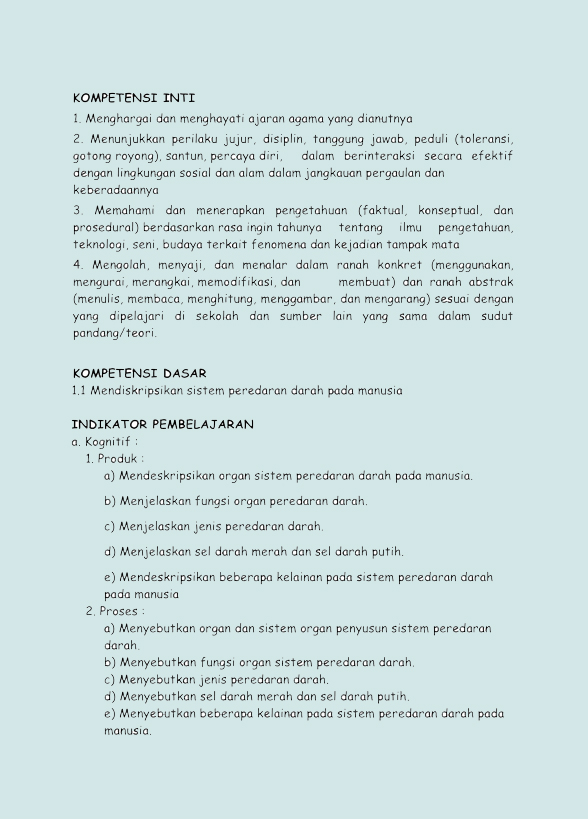 KOMPETENSI INTI
1. Menghargai dan menghayati ajaran agama yang dianutnya
2. Menunjukkan perilaku jujur, disiplin, tanggung jawab, peduli (toleransi,
gotong royong), santun, percaya diri, dalam berinteraksi secara efektif
dengan lingkungan sosial dan alam dalam jangkauan pergaulan dan
keberadaannya
3. Memahami dan menerapkan pengetahuan (faktual, konseptual, dan
prosedural) berdasarkan rasa ingin tahunya tentang ilmu pengetahuan,
teknologi, seni, budaya terkait fenomena dan kejadian tampak mata
4. Mengolah, menyaji, dan menalar dalam ranah konkret (menggunakan,
mengurai, merangkai, memodifikasi, dan membuat) dan ranah abstrak
(menulis, membaca, menghitung, menggambar, dan mengarang) sesuai dengan
yang dipelajari di sekolah dan sumber lain yang sama dalam sudut
pandang/teori.
KOMPETENSI DASAR
1.1 Mendiskripsikan sistem peredaran darah pada manusia
INDIKATOR PEMBELAJARAN
a. Kognitif :
1. Produk :
a) Mendeskripsikan organ sistem peredaran darah pada manusia.
b) Menjelaskan fungsi organ peredaran darah.
c) Menjelaskan jenis peredaran darah.
d) Menjelaskan sel darah merah dan sel darah putih.
e) Mendeskripsikan beberapa kelainan pada sistem peredaran darah
pada manusia
2. Proses :
a) Menyebutkan organ dan sistem organ penyusun sistem peredaran
darah.
b) Menyebutkan fungsi organ sistem peredaran darah.
c) Menyebutkan jenis peredaran darah.
d) Menyebutkan sel darah merah dan sel darah putih.
e) Menyebutkan beberapa kelainan pada sistem peredaran darah pada
manusia.